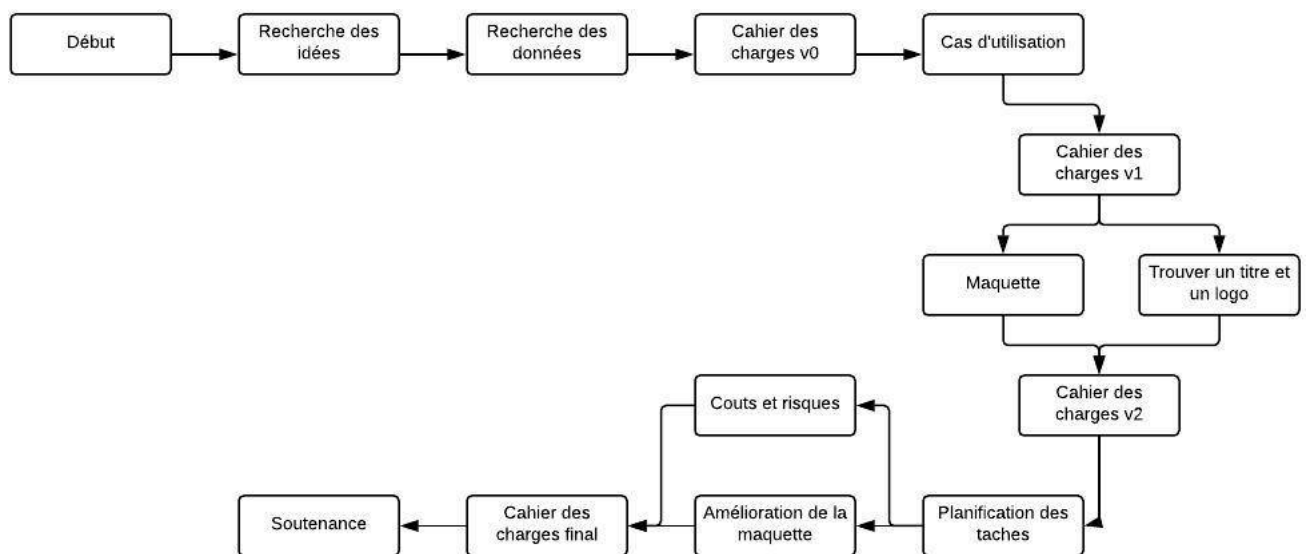 Début
Recherche des
idées
Recherche des
données
Cahier des
charges v0
Cas d'utilisation
Cahier des
charges v1
Maquette
Trouver un titre et
un logo
Cahier des
charges v2
Couts et risques
Planification des
taches
Amélioration de la
maquette
Cahier des
charges final
Soutenance